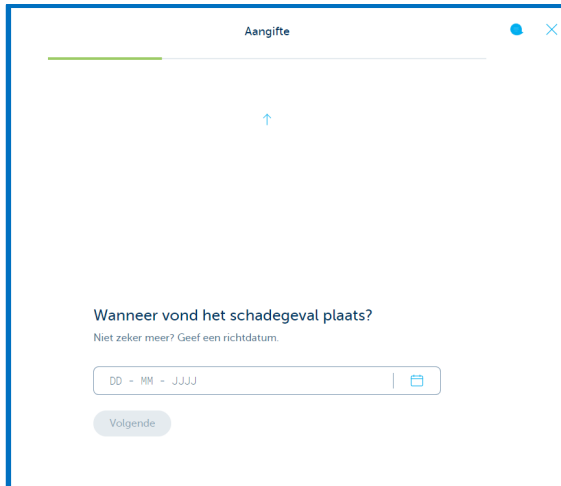 Aangifte
Wanneer vond het schadegeval plaats?
Niet zeker meer? Geef een richtdatum.
DD - MM - JJJJ
Volgende